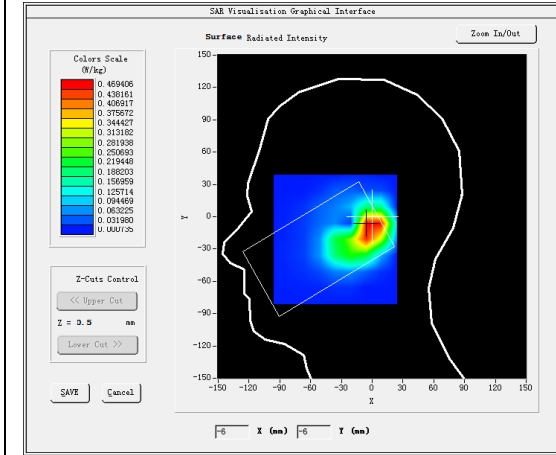 SAR Visualisation Graphical Interface
Surface Radiated Intensity
Zoom In/Out
Colors Scale
(W/kg)
0.469406
0.438161
0.406917
0.375672
0.344427
0.313182
0.281938
0.250693
0.219448
0.188203
0.156959
0.125714
0.094469
0.063225
0.031980
0.000735
150
120
90
60
30
0
-30
-60
-90
-120
-150
Y
-150 -120 -90 -60 -30 0 30 60 90 120 150
X
Z-Cuts Control
<< Upper Cut
Z = 0.5 mm
Lower Cut >>
SAVE Cancel
-6 X (mm) -6 Y (mm)